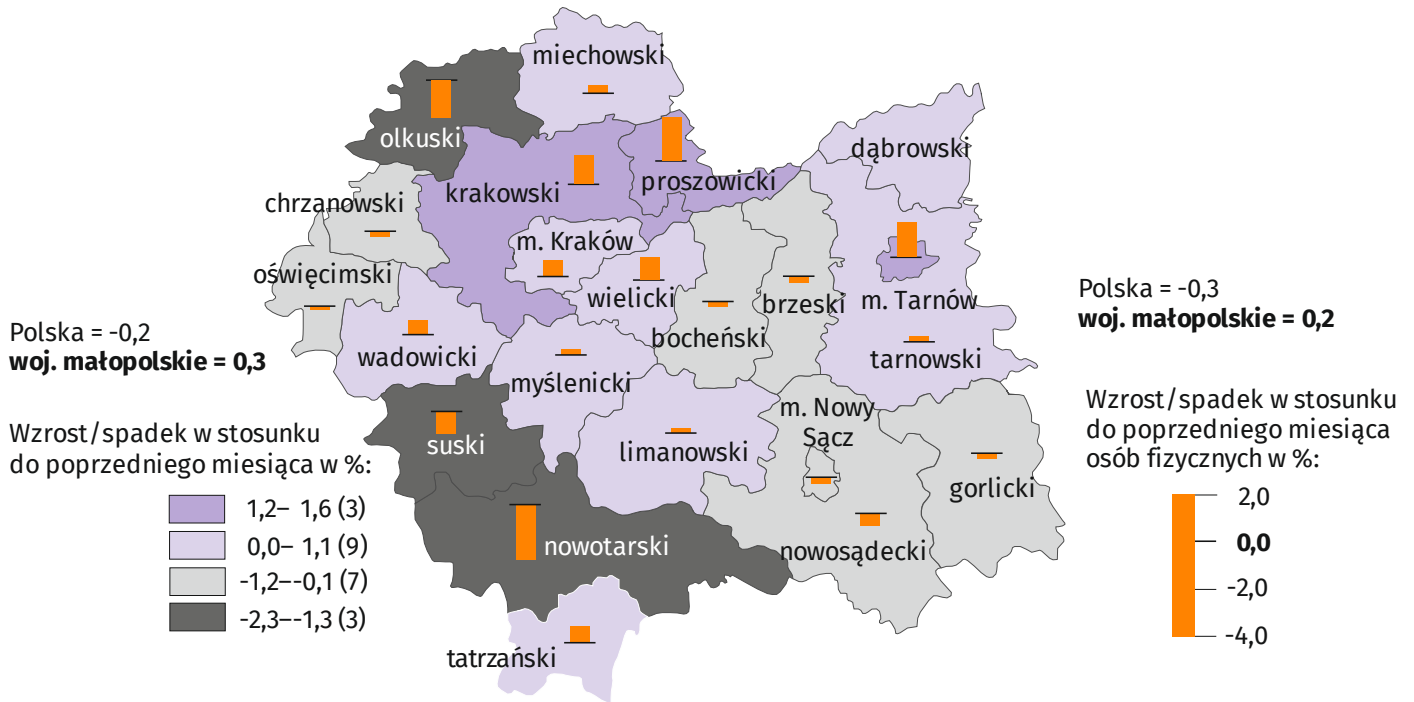 miechowski
olkuski
dąbrowski
krakowski
proszowicki
chrzanowski
m. Kraków
oświęcimski
wielicki
brzeski
m. Tarnów
bocheński
wadowicki
tarnowski
myślenicki
m. Nowy
Sącz
suski
limanowski
gorlicki
nowotarski
nowosądecki
tatrzański
Polska = -0,2
woj. małopolskie = 0,3
Wzrost/spadek w stosunku
do poprzedniego miesiąca w %:
1,2– 1,6 (3)
0,0– 1,1 (9)
-1,2–-0,1 (7)
-2,3–-1,3 (3)
Polska = -0,3
woj. małopolskie = 0,2
Wzrost/spadek w stosunku
do poprzedniego miesiąca
osób fizycznych w %:
2,0
0,0
-2,0
-4,0